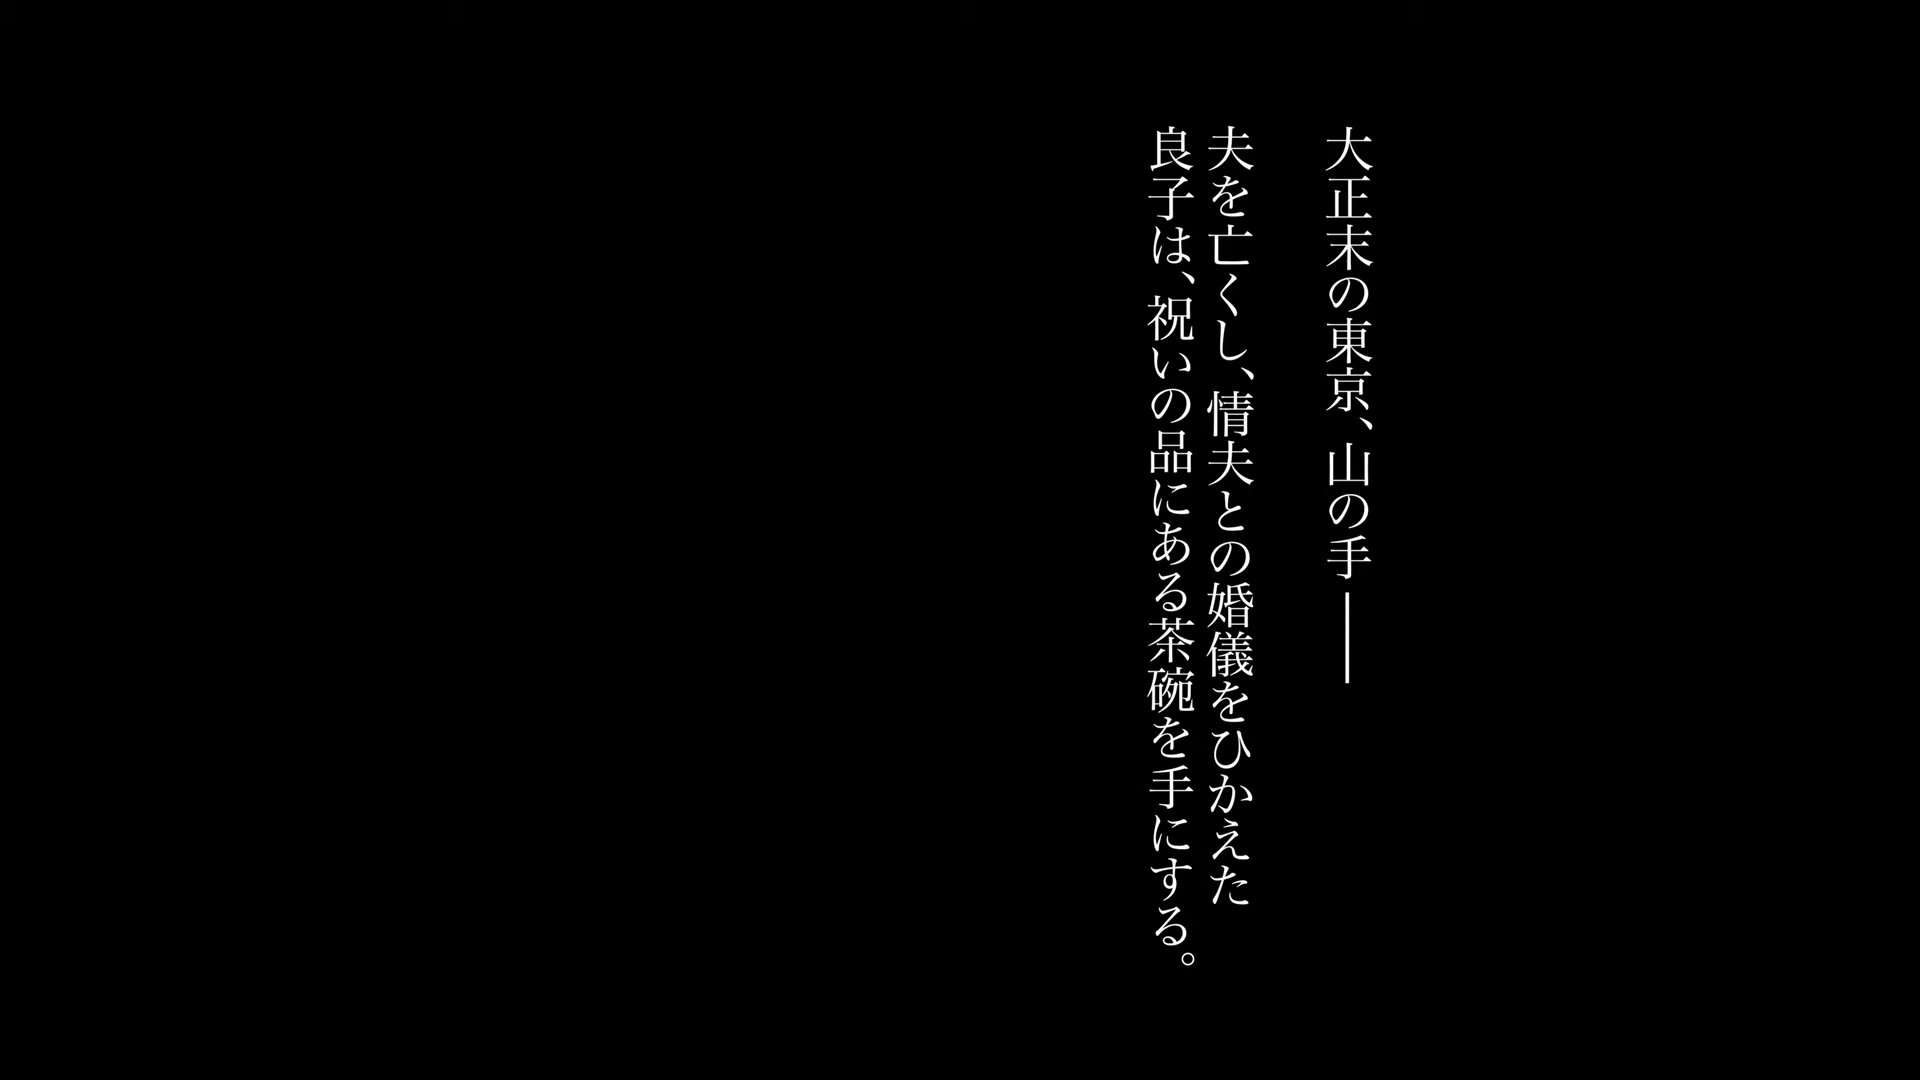 大正末の東京、山の手――
夫を亡くし、情夫との婚儀をひかえた
良子は、祝いの品にある茶碗を手にする。